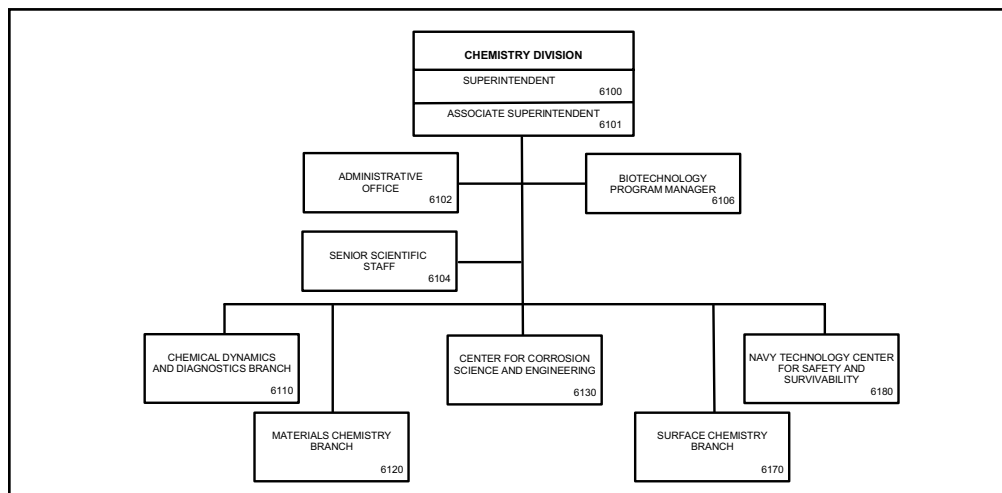 CHEMISTRY DIVISION
SUPERINTENDENT
6100
ASSOCIATE SUPERINTENDENT
6101
ADMINISTRATIVE
OFFICE
6102
BIOTECHNOLOGY
PROGRAM MANAGER
6106
SENIOR SCIENTIFIC
STAFF
6104
CHEMICAL DYNAMICS
AND DIAGNOSTICS BRANCH
6110
CENTER FOR CORROSION
SCIENCE AND ENGINEERING
6130
NAVY TECHNOLOGY CENTER
FOR SAFETY AND
SURVIVABILITY
6180
MATERIALS CHEMISTRY
BRANCH
6120
SURFACE CHEMISTRY
BRANCH
6170